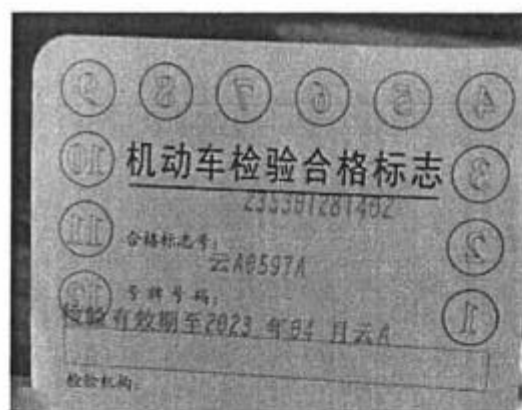 9 8 7 6 5 4
10 机动车检验合格标志 3
235391281402
11 合格标志号： 2
云A0597A
12 号牌号码： 1
检验有效期至2023 年04 月云A
检验机构：